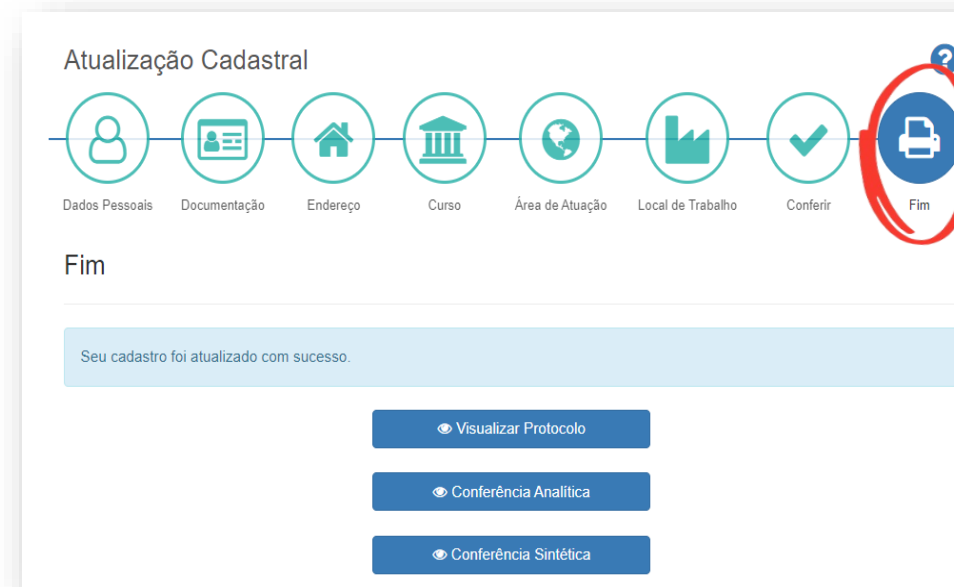 Atualização Cadastral
?
Dados Pessoais
Documentação
Endereço
Curso
Área de Atuação
Local de Trabalho
Conferir
Fim
Fim
Seu cadastro foi atualizado com sucesso.
Visualizar Protocolo
Conferência Analítica
Conferência Sintética